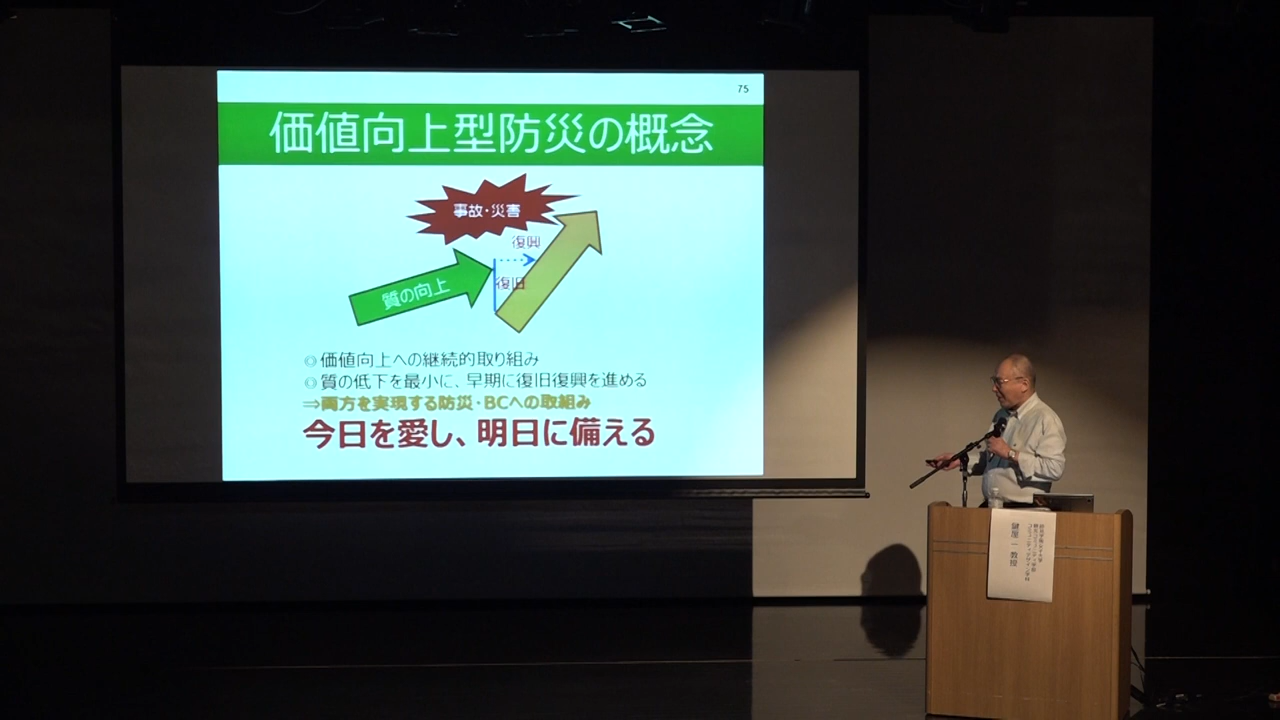 75
価値向上型防災の概念
事故・災害
復興
質の向上
復旧
◎価値向上への継続的取り組み
◎質の低下を最小に、早期に復旧復興を進める
⇒両方を実現する防災・BCへの取組み
今日を愛し、明日に備える
鍵屋 一 教授